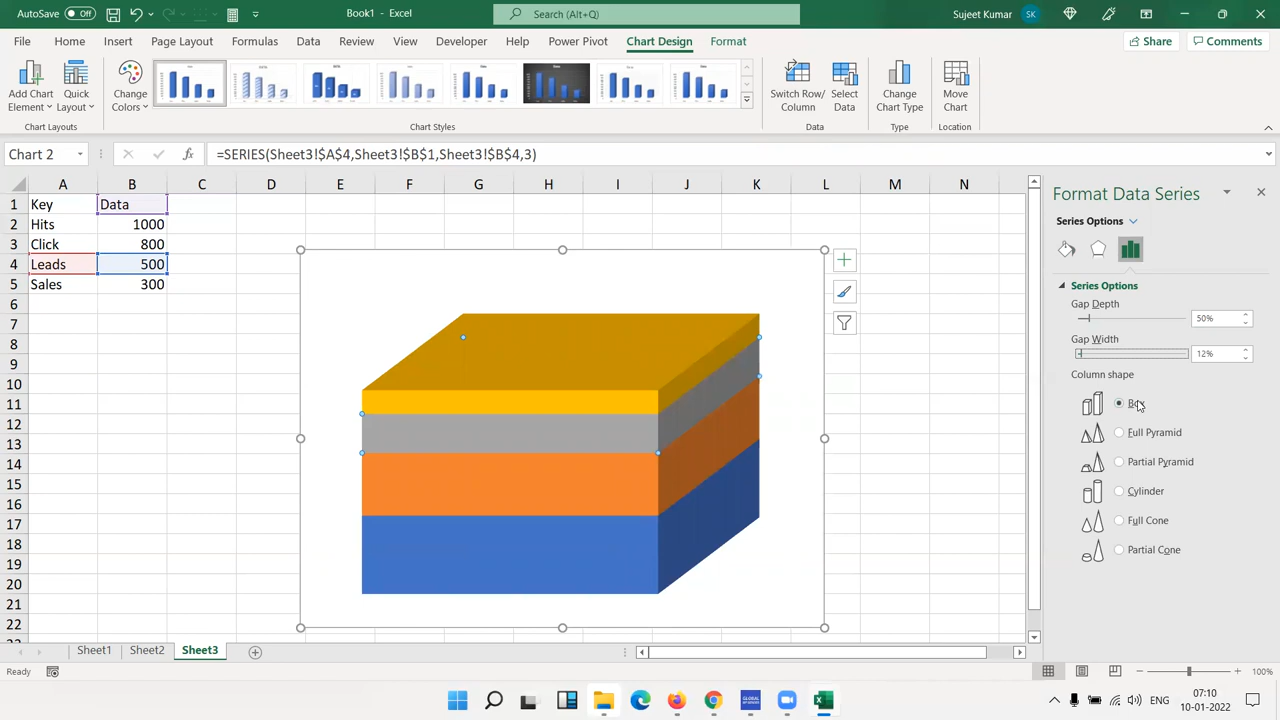 AutoSave Off Book1 - Excel Search (Alt+Q) Sujeet Kumar SK
File Home Insert Page Layout Formulas Data Review View Developer Help Power Pivot Chart Design Format Share Comments
Add Chart Element Quick Layout Change Colors Switch Row/ Column Select Data Change Chart Type Move Chart
Chart Layouts Chart Styles Data Type Location
Chart 2 fx =SERIES(Sheet3!$A$4,Sheet3!$B$1,Sheet3!$B$4,3)
A B C D E F G H I J K L M N
1 Key Data
2 Hits 1000
3 Click 800
4 Leads 500
5 Sales 300
6
7
8
9
10
11
12
13
14
15
16
17
18
19
20
21
22
Format Data Series
Series Options
Series Options
Gap Depth
50%
Gap Width
12%
Column shape
Box
Full Pyramid
Partial Pyramid
Cylinder
Full Cone
Partial Cone
Sheet1 Sheet2 Sheet3
Ready 100%
ENG 07:10
10-01-2022